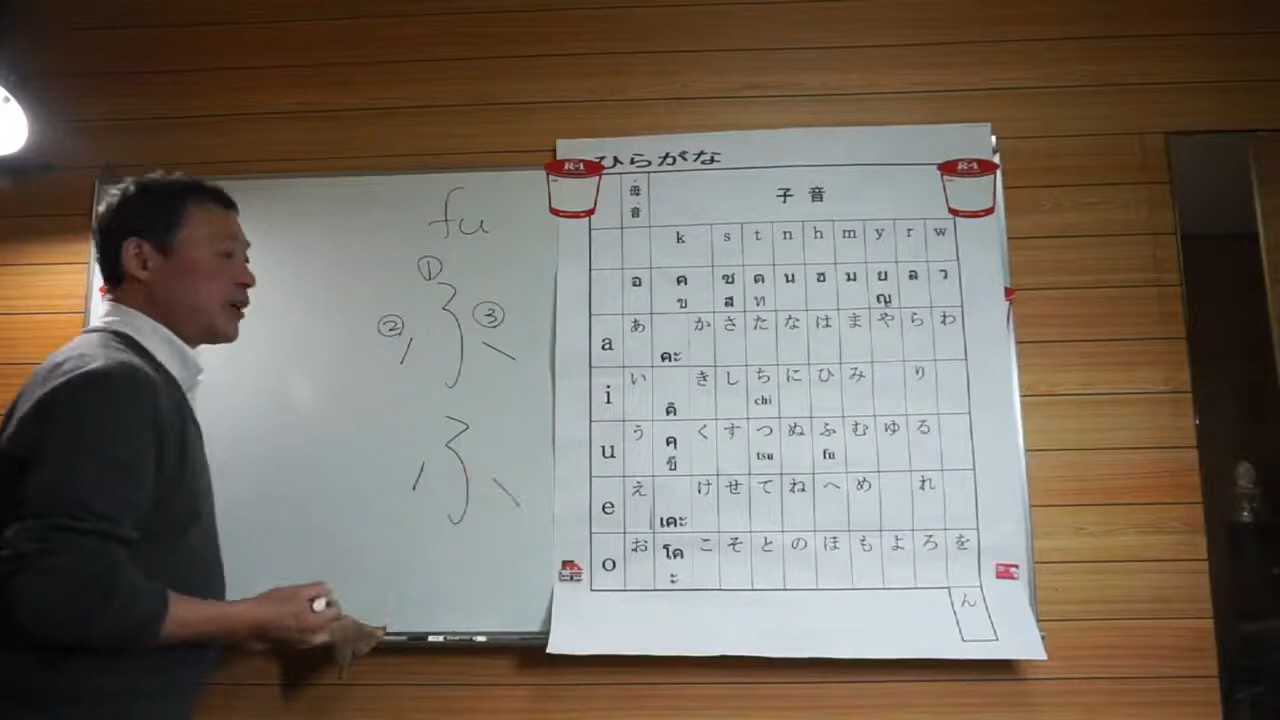 fu
①
② ③
ふ
ふ
ひらがな
R-1 R-1
母音 子音
k s t n h m y r w
อ ค ช ต น ฮ ม ย ล ว
ข ส ท ญ
a あ คะ か さ た な は ま や ら わ
i い คิ き し ち に ひ み り
chi
u う คุ く す つ ぬ ふ む ゆ る
ขึ tsu fu
e え เคะ け せ て ね へ め れ
o お โคะ こ そ と の ほ も よ ろ を
ん